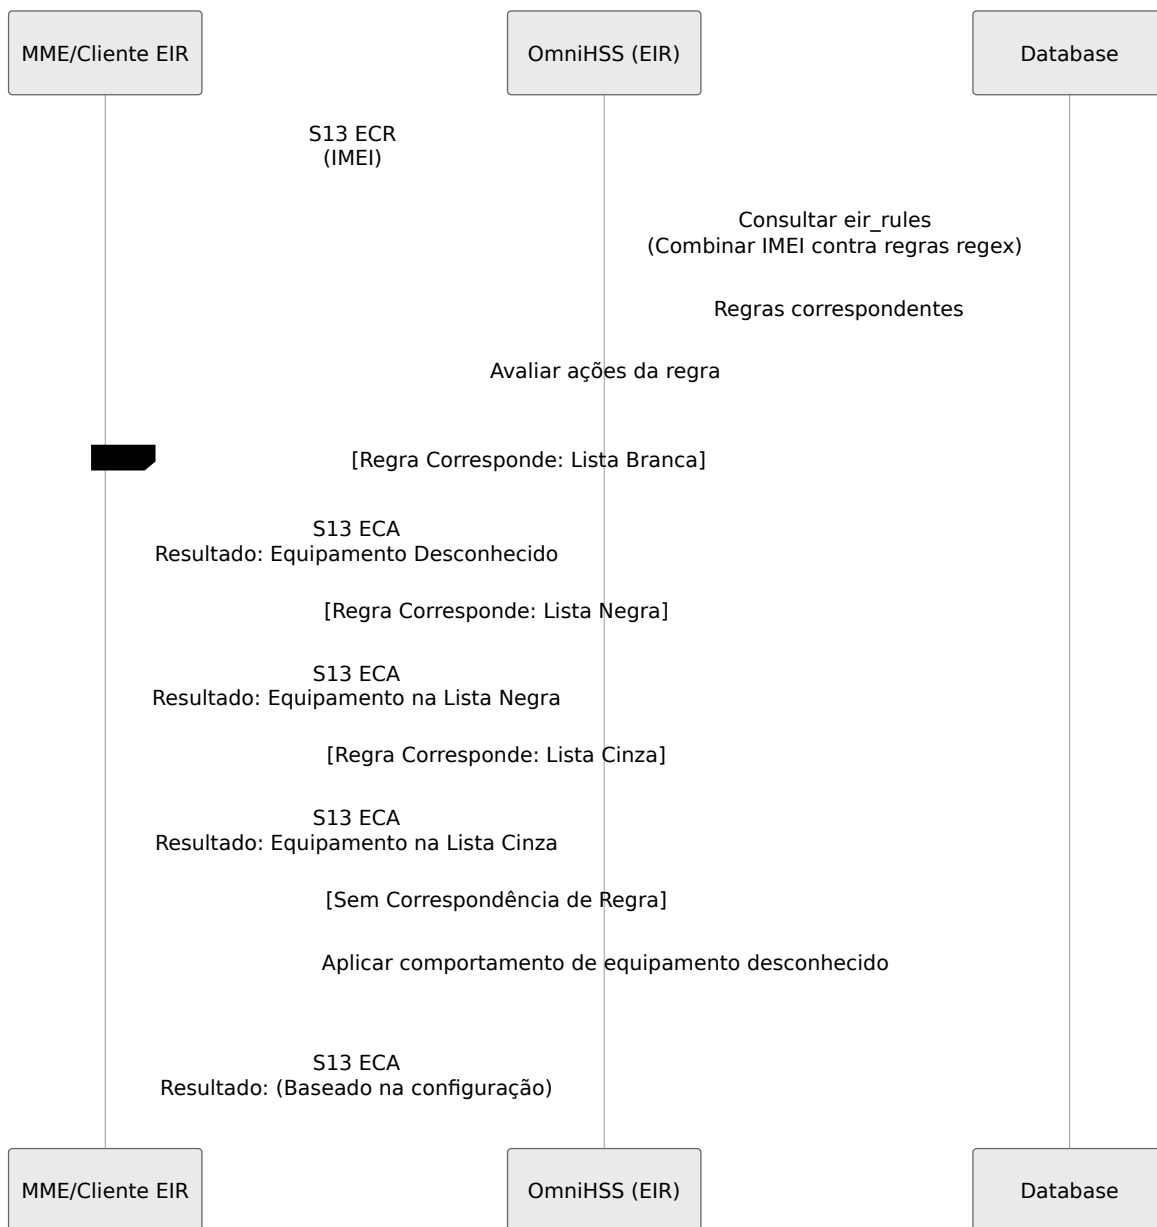 MME/Cliente EIR
OmniHSS (EIR)
Database
S13 ECR
(IMEI)
Consultar eir_rules
(Combinar IMEI contra regras regex)
Regras correspondentes
Avaliar ações da regra
[Regra Corresponde: Lista Branca]
S13 ECA
Resultado: Equipamento Desconhecido
[Regra Corresponde: Lista Negra]
S13 ECA
Resultado: Equipamento na Lista Negra
[Regra Corresponde: Lista Cinza]
S13 ECA
Resultado: Equipamento na Lista Cinza
[Sem Correspondência de Regra]
Aplicar comportamento de equipamento desconhecido
S13 ECA
Resultado: (Baseado na configuração)
MME/Cliente EIR
OmniHSS (EIR)
Database